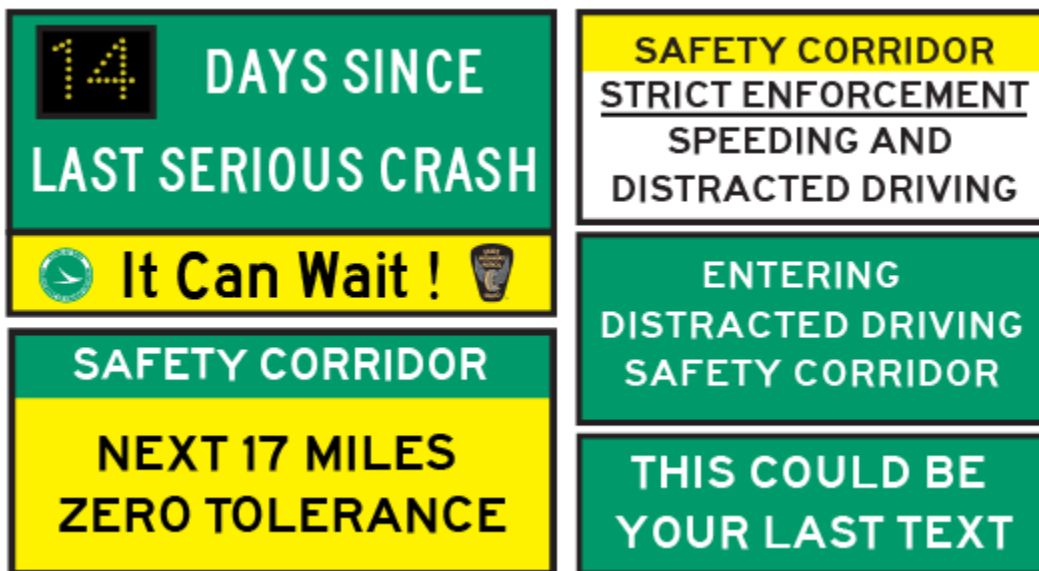 14 DAYS SINCE
LAST SERIOUS CRASH
It Can Wait !
SAFETY CORRIDOR
NEXT 17 MILES
ZERO TOLERANCE
SAFETY CORRIDOR
STRICT ENFORCEMENT
SPEEDING AND
DISTRACTED DRIVING
ENTERING
DISTRACTED DRIVING
SAFETY CORRIDOR
THIS COULD BE
YOUR LAST TEXT